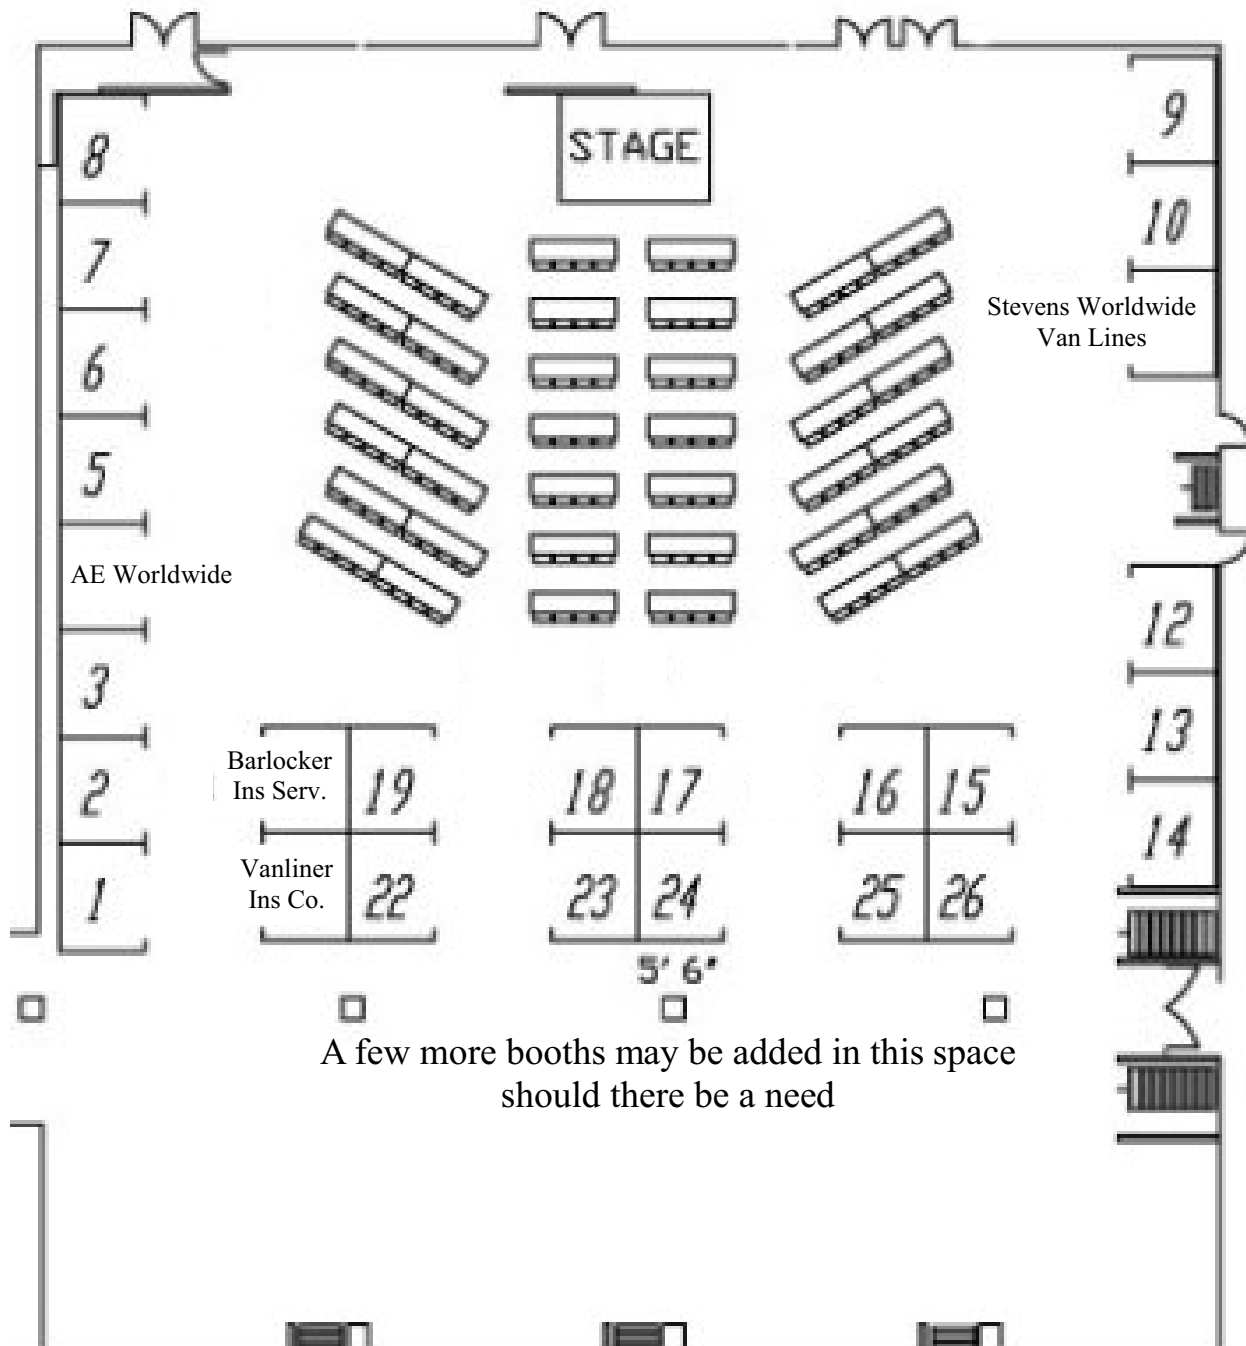 STAGE
8
7
6
5
AE Worldwide
3
2
1
9
10
Stevens Worldwide
Van Lines
12
13
14
Barlocker
Ins Serv.
19
18 17
16 15
Vanliner
Ins Co.
22
23 24
25 26
5' 6"
A few more booths may be added in this space
should there be a need